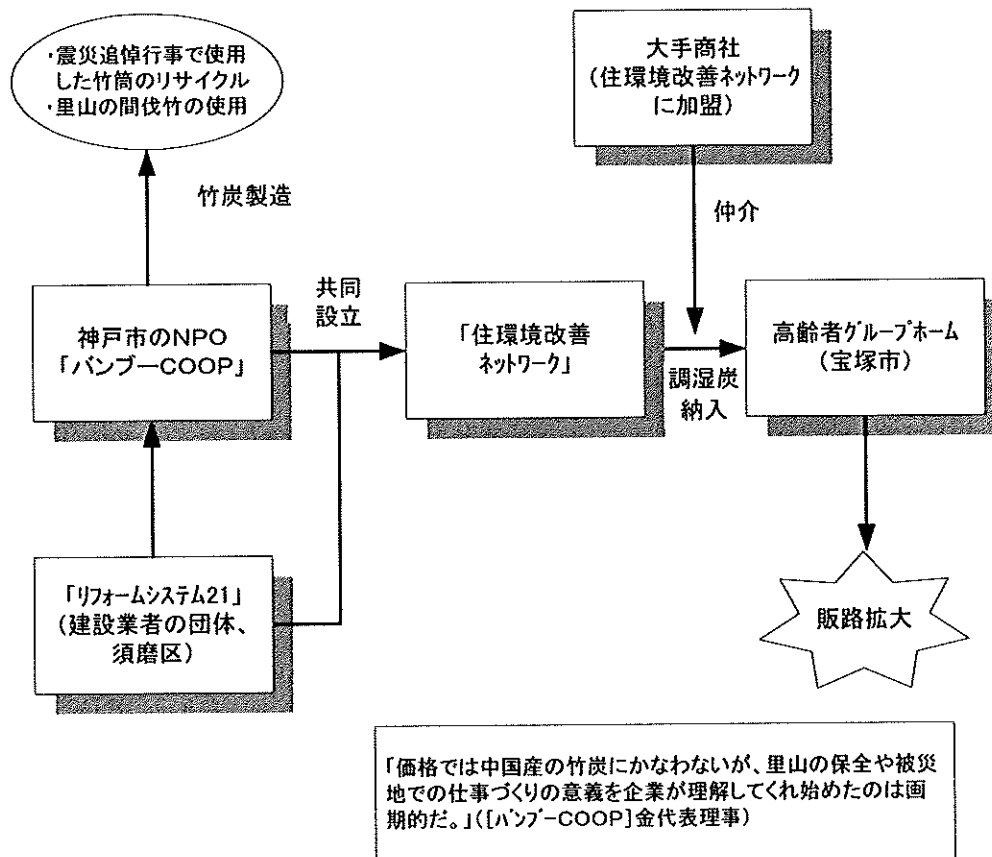 ・震災追悼行事で使用
した竹筒のリサイクル
・里山の間伐竹の使用
大手商社
(住環境改善ネットワーク
に加盟)
竹炭製造
仲介
共同
設立
神戸市のNPO
「バンブーCOOP」
「住環境改善
ネットワーク」
調湿炭
納入
高齢者グループホーム
(宝塚市)
「リフォームシステム21」
(建設業者の団体、
須磨区)
販路拡大
「価格では中国産の竹炭にかなわないが、里山の保全や被災
地での仕事づくりの意義を企業が理解してくれ始めたのは画
期的だ。」([バンブーCOOP]金代表理事)